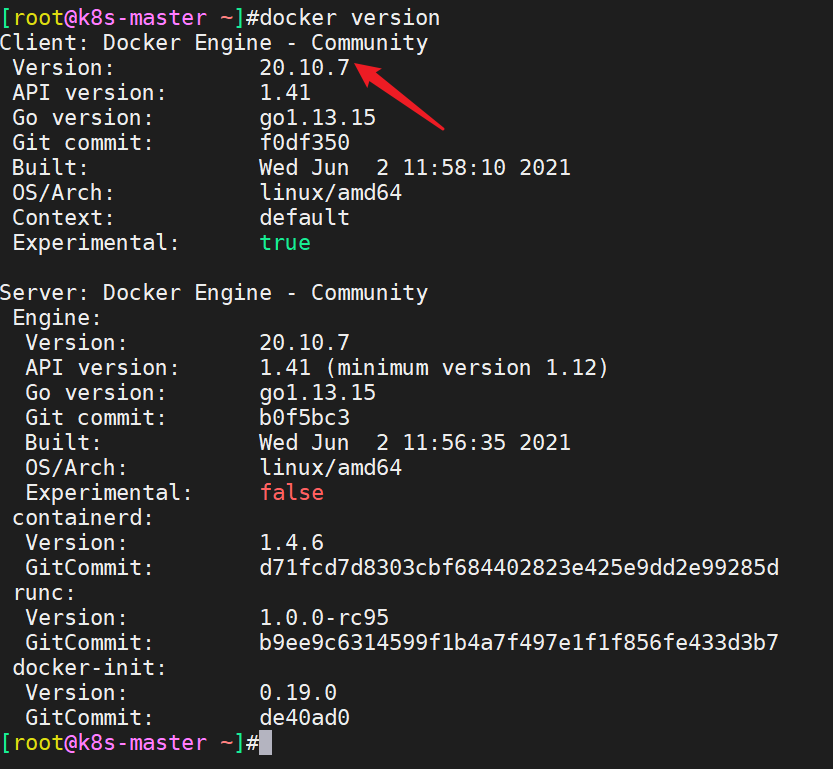 [root@k8s-master ~]#docker version
Client: Docker Engine - Community
 Version:           20.10.7
 API version:       1.41
 Go version:        go1.13.15
 Git commit:        f0df350
 Built:             Wed Jun  2 11:58:10 2021
 OS/Arch:           linux/amd64
 Context:           default
 Experimental:      true

Server: Docker Engine - Community
 Engine:
  Version:          20.10.7
  API version:      1.41 (minimum version 1.12)
  Go version:       go1.13.15
  Git commit:       b0f5bc3
  Built:            Wed Jun  2 11:56:35 2021
  OS/Arch:          linux/amd64
  Experimental:     false
 containerd:
  Version:          1.4.6
  GitCommit:        d71fcd7d8303cbf684402823e425e9dd2e99285d
 runc:
  Version:          1.0.0-rc95
  GitCommit:        b9ee9c6314599f1b4a7f497e1f1f856fe433d3b7
 docker-init:
  Version:          0.19.0
  GitCommit:        de40ad0
[root@k8s-master ~]#